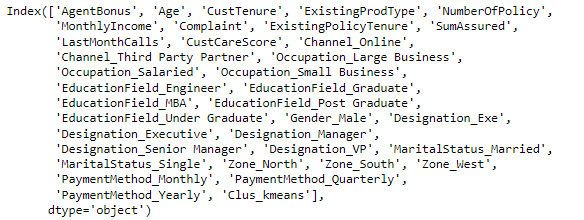 Index(['AgentBonus', 'Age', 'CustTenure', 'ExistingProdType', 'NumberOfPolicy',
'MonthlyIncome', 'Complaint', 'ExistingPolicyTenure', 'SumAssured',
'LastMonthCalls', 'CustCareScore', 'Channel_Online',
'Channel_Third Party Partner', 'Occupation_Large Business',
'Occupation_Salaried', 'Occupation_Small Business',
'EducationField_Engineer', 'EducationField_Graduate',
'EducationField_MBA', 'EducationField_Post Graduate',
'EducationField_Under Graduate', 'Gender_Male', 'Designation_Exe',
'Designation_Executive', 'Designation_Manager',
'Designation_Senior Manager', 'Designation_VP', 'MaritalStatus_Married',
'MaritalStatus_Single', 'Zone_North', 'Zone_South', 'Zone_West',
'PaymentMethod_Monthly', 'PaymentMethod_Quarterly',
'PaymentMethod_Yearly', 'Clus_kmeans'],
dtype='object')